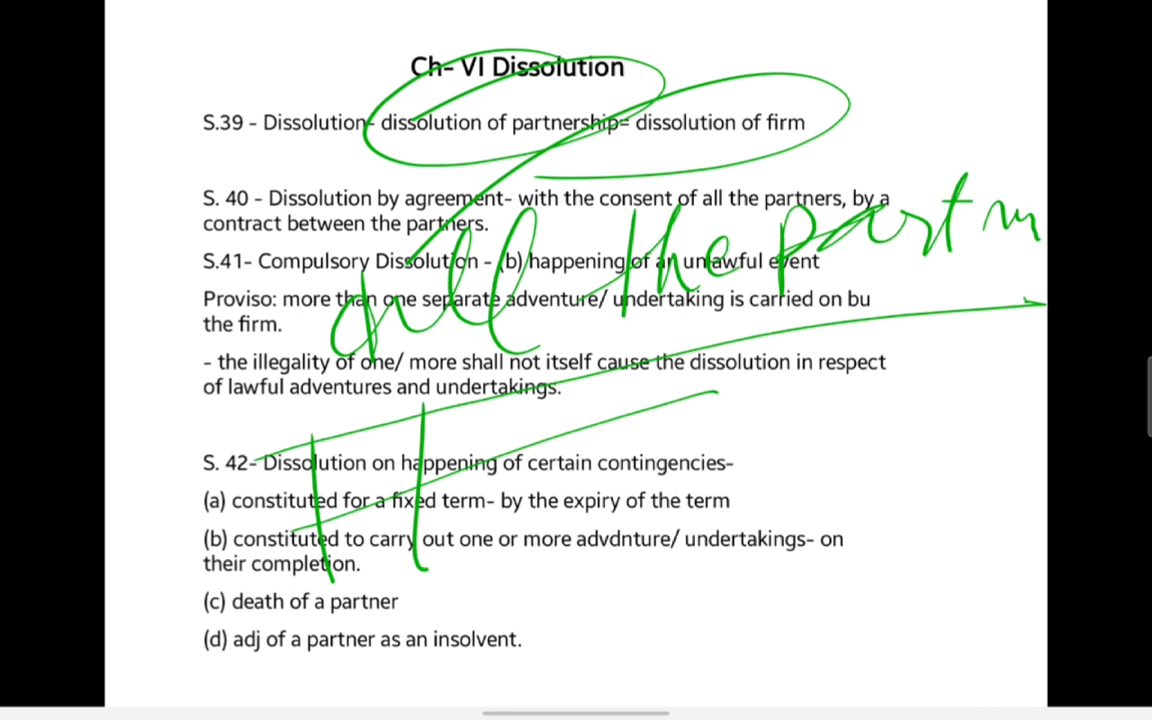 Ch- VI Dissolution
S.39 - Dissolution- dissolution of partnership= dissolution of firm
S. 40 - Dissolution by agreement- with the consent of all the partners, by a
contract between the partners.
all the partn
S.41- Compulsory Dissolution - (b) happening of an unlawful event
Proviso: more than one separate adventure/ undertaking is carried on bu
the firm.
- the illegality of one/ more shall not itself cause the dissolution in respect
of lawful adventures and undertakings.
S. 42- Dissolution on happening of certain contingencies-
(a) constituted for a fixed term- by the expiry of the term
(b) constituted to carry out one or more advdnture/ undertakings- on
their completion.
(c) death of a partner
(d) adj of a partner as an insolvent.